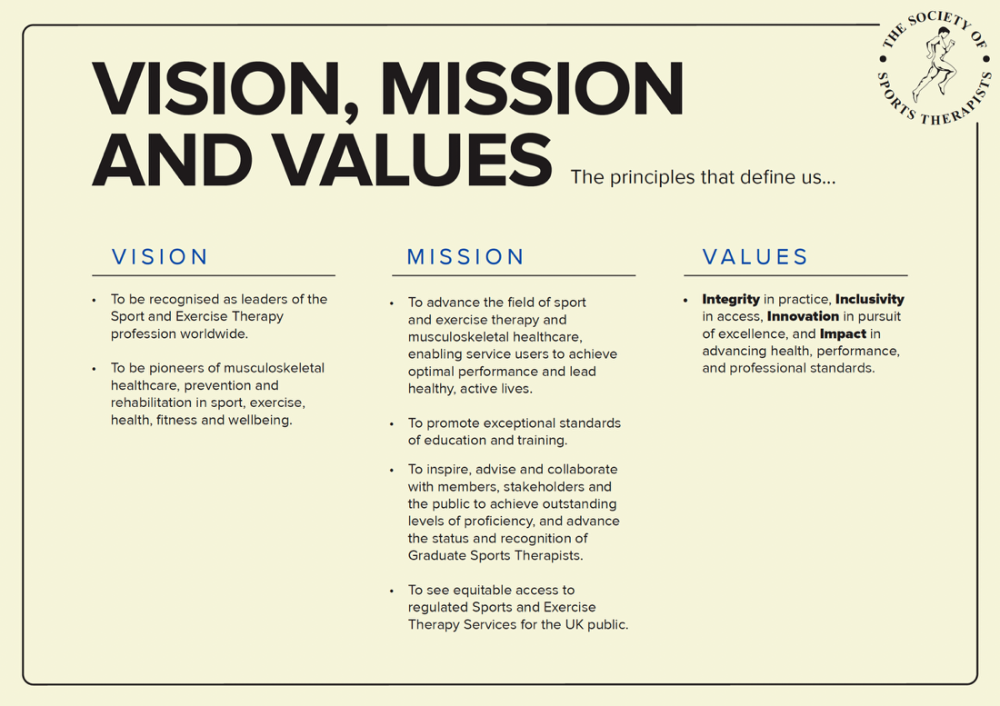 THE SOCIETY OF
SPORTS THERAPISTS
VISION, MISSION
AND VALUES
The principles that define us...
VISION
• To be recognised as leaders of the
Sport and Exercise Therapy
profession worldwide.
• To be pioneers of musculoskeletal
healthcare, prevention and
rehabilitation in sport, exercise,
health, fitness and wellbeing.
MISSION
• To advance the field of sport
and exercise therapy and
musculoskeletal healthcare,
enabling service users to achieve
optimal performance and lead
healthy, active lives.
• To promote exceptional standards
of education and training.
• To inspire, advise and collaborate
with members, stakeholders and
the public to achieve outstanding
levels of proficiency, and advance
the status and recognition of
Graduate Sports Therapists.
• To see equitable access to
regulated Sports and Exercise
Therapy Services for the UK public.
VALUES
• Integrity in practice, Inclusivity
in access, Innovation in pursuit
of excellence, and Impact in
advancing health, performance,
and professional standards.